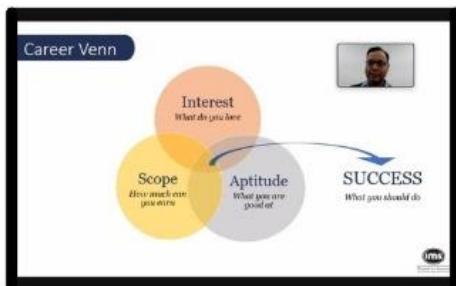 Career Venn
Interest
What do you love
Scope
How much can
you earn
Aptitude
What you are
good at
SUCCESS
What you should do
ims